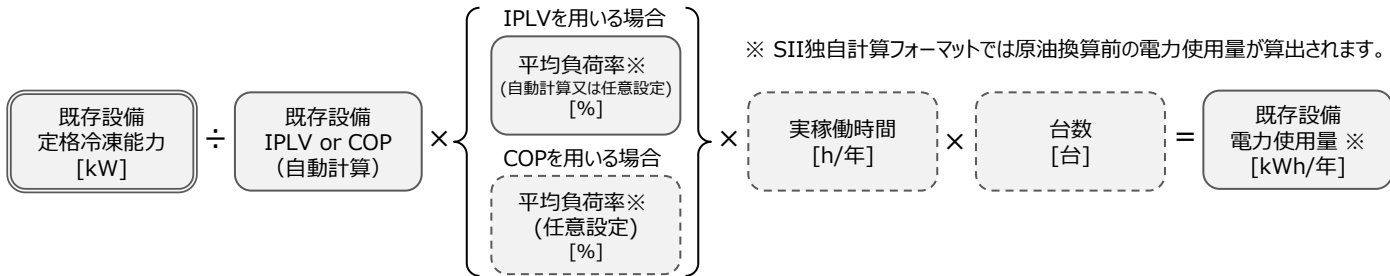 IPLVを用いる場合
※ SII独自計算フォーマットでは原油換算前の電力使用量が算出されます。
既存設備
定格冷凍能力
[kW]
÷
既存設備
IPLV or COP
（自動計算）
×
平均負荷率※
(自動計算又は任意設定)
[%]
COPを用いる場合
平均負荷率※
(任意設定)
[%]
×
実稼働時間
[h/年]
×
台数
[台]
=
既存設備
電力使用量 ※
[kWh/年]